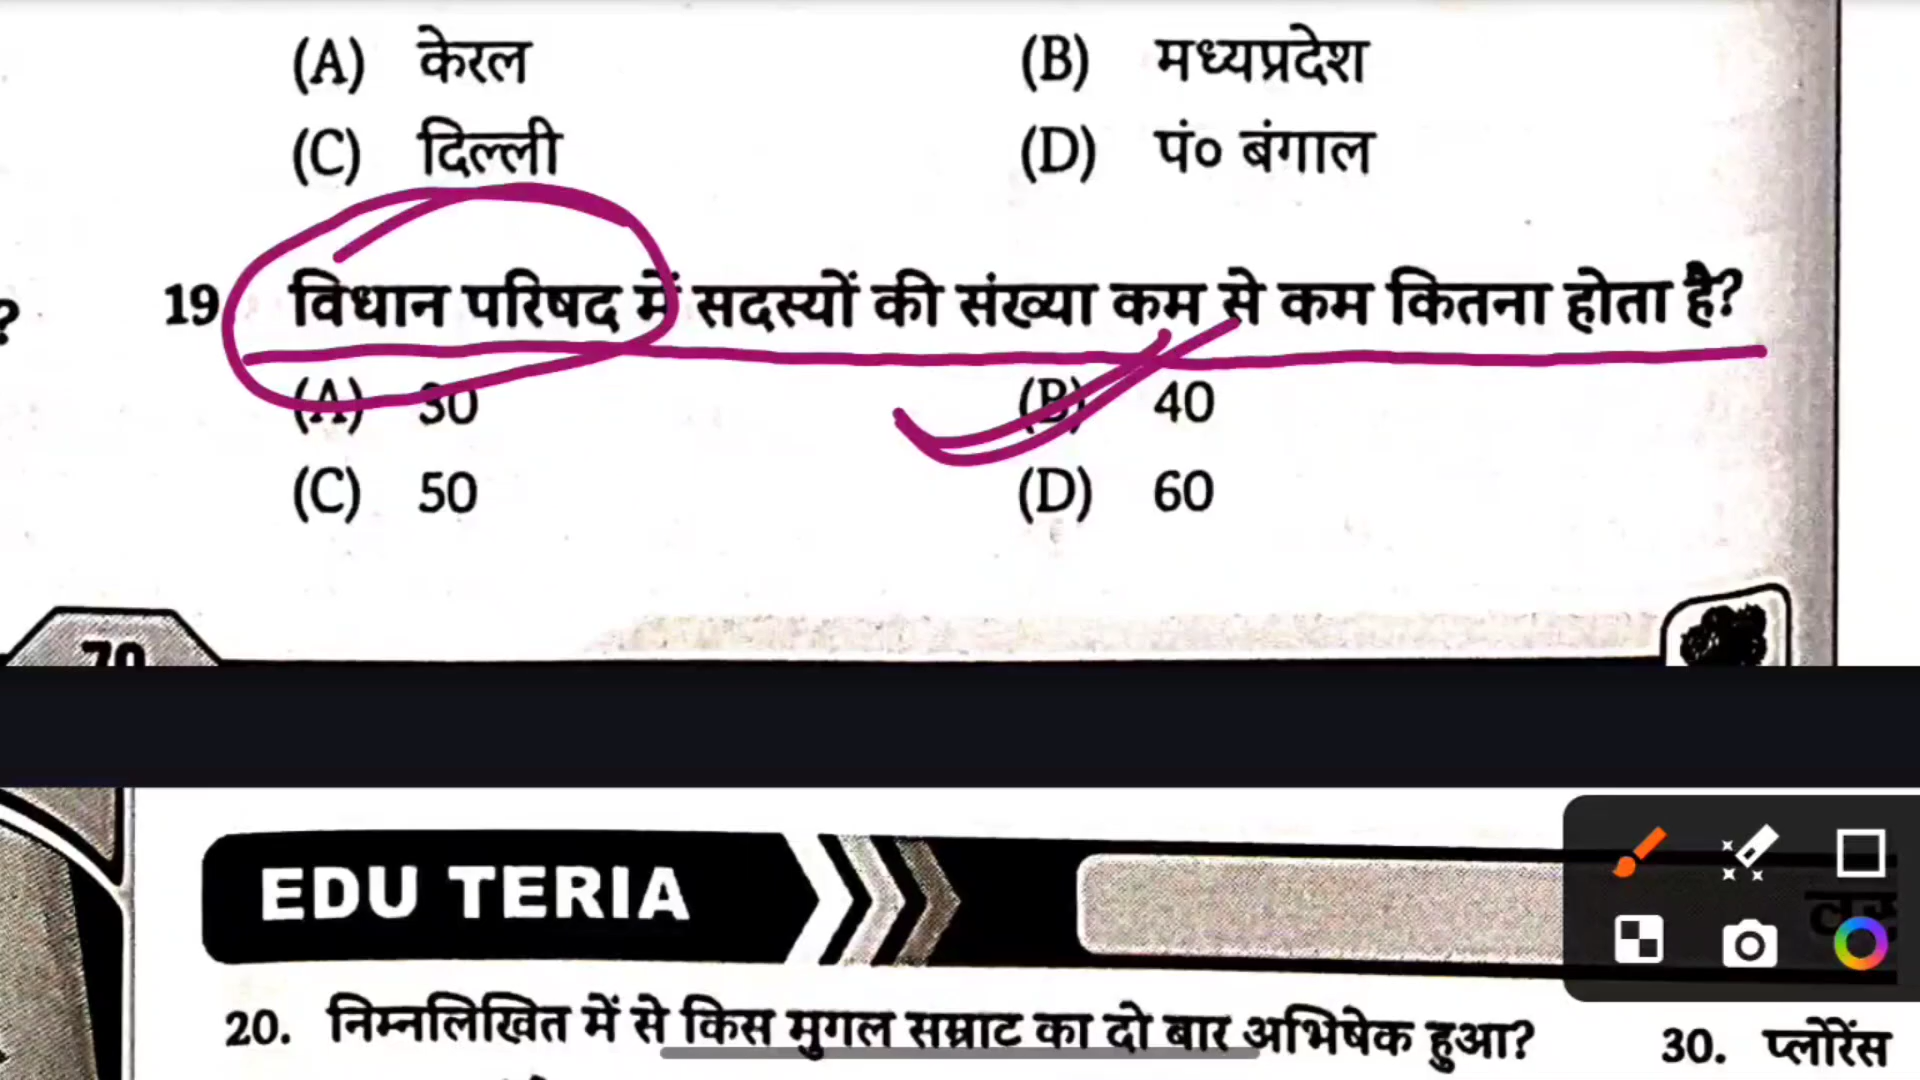 (A) केरल (B) मध्यप्रदेश
(C) दिल्ली (D) पं० बंगाल
?
19 विधान परिषद में सदस्यों की संख्या कम से कम कितना होता है?
(A) 30 (B) 40
(C) 50 (D) 60
70
EDU TERIA
20. निम्नलिखित में से किस मुगल सम्राट का दो बार अभिषेक हुआ?
30. प्लोरेंस